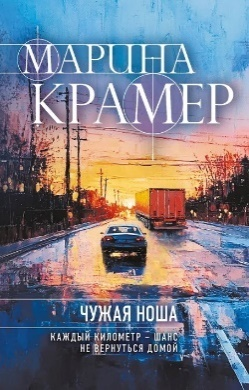 МАРИНА
КРАМЕР
ЧУЖАЯ НОША
КАЖДЫЙ КИЛОМЕТР – ШАНС
НЕ ВЕРНУТЬСЯ ДОМОЙ